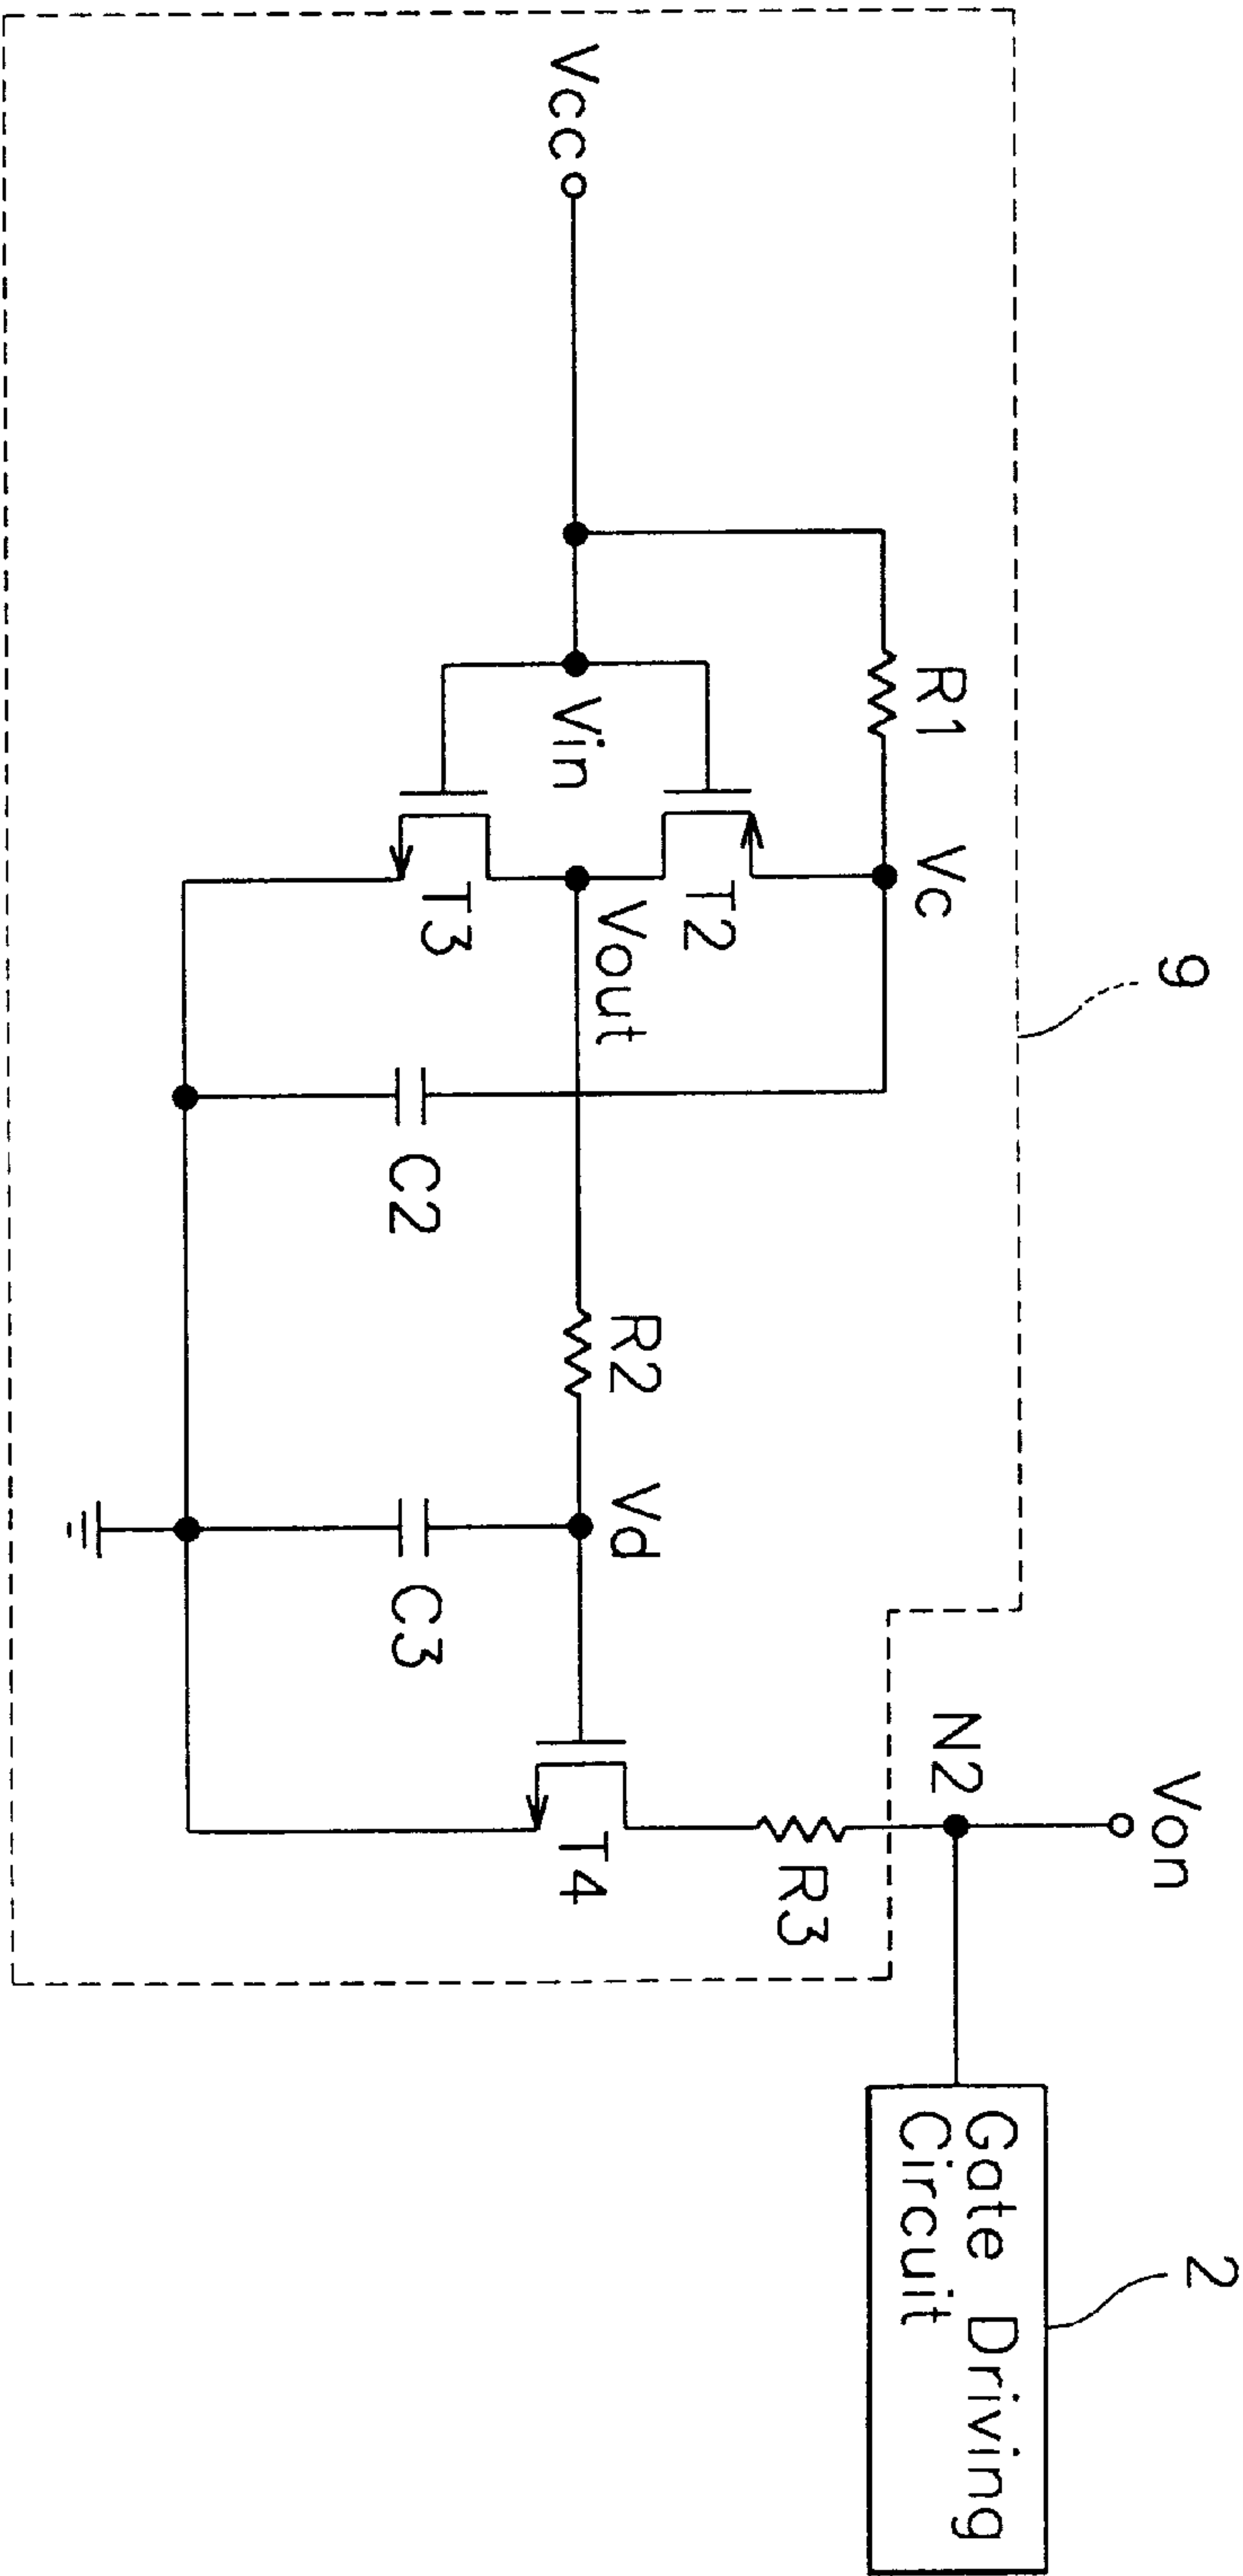 9
Von
2
N2
Gate Driving
Circuit
R1
Vc
R3
T2
Vcc
Vin
Vout
R2
Vd
T4
T3
C2
C3